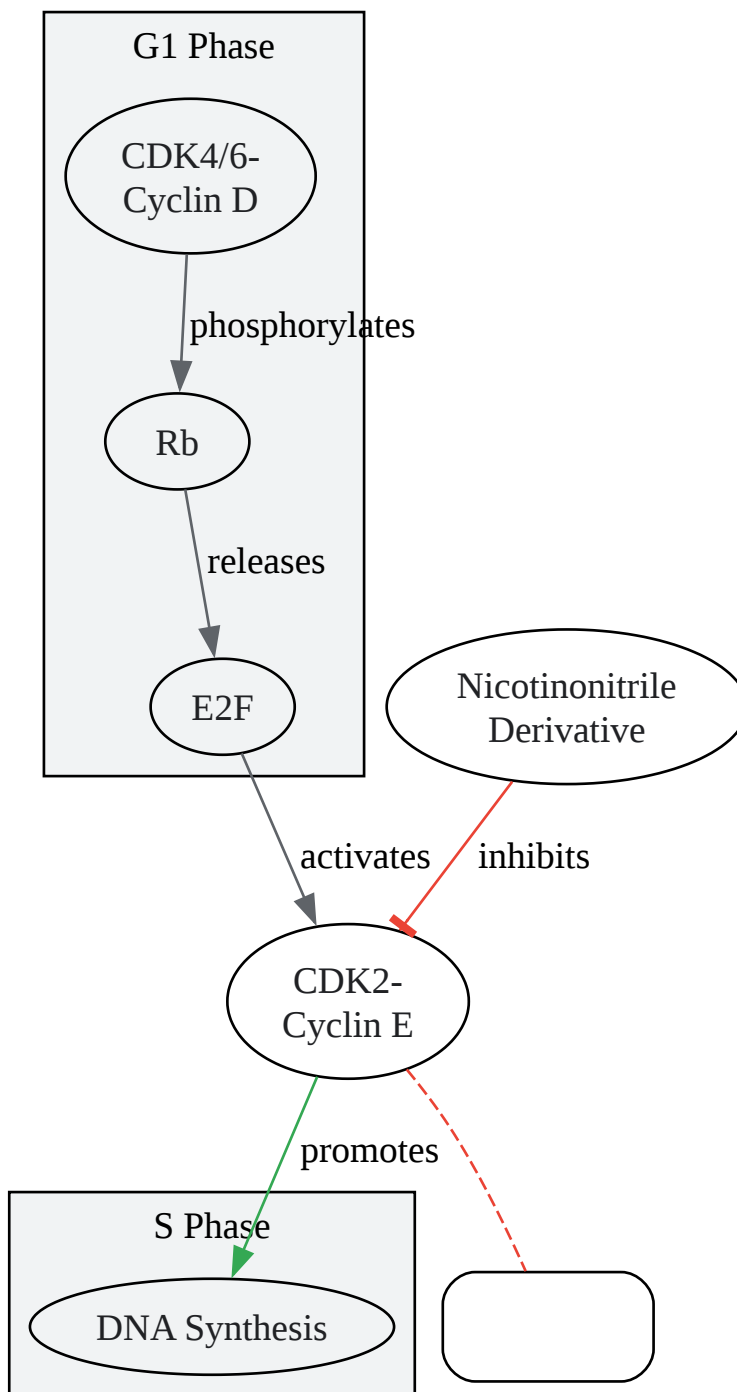 G1 Phase
CDK4/6-
Cyclin D
phosphorylates
Rb
releases
E2F
Nicotinonitrile
Derivative
activates
inhibits
CDK2-
Cyclin E
promotes
S Phase
DNA Synthesis